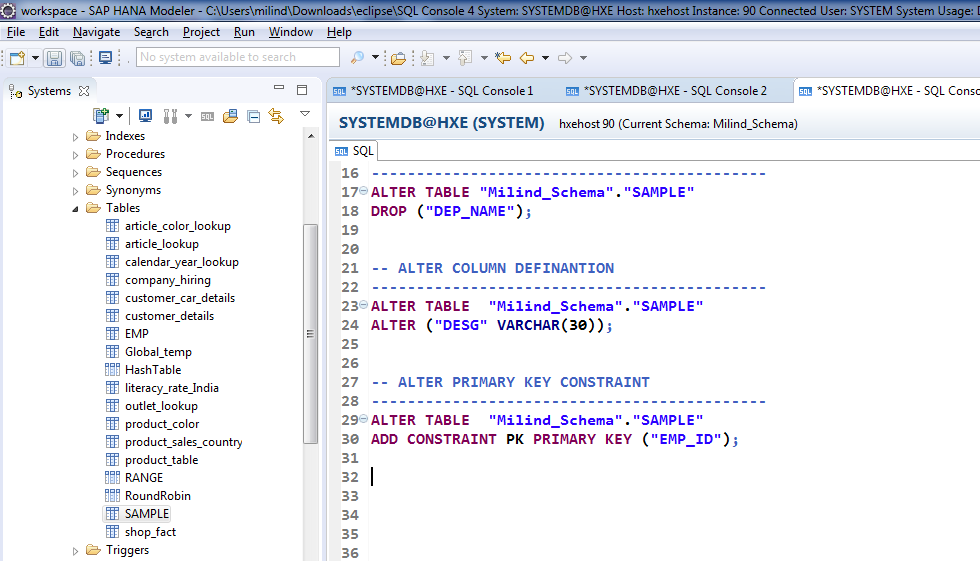 workspace - SAP HANA Modeler - C:\Users\milind\Downloads\eclipse\SQL Console 4 System: SYSTEMDB@HXE Host: hxehost Instance: 90 Connected User: SYSTEM System Usage:
File Edit Navigate Search Project Run Window Help
No system available to search
Systems
*SYSTEMDB@HXE - SQL Console 1
*SYSTEMDB@HXE - SQL Console 2
*SYSTEMDB@HXE - SQL Conso
SYSTEMDB@HXE (SYSTEM) hxehost 90 (Current Schema: Milind_Schema)
SQL
Indexes
Procedures
Sequences
Synonyms
Tables
article_color_lookup
article_lookup
calendar_year_lookup
company_hiring
customer_car_details
customer_details
EMP
Global_temp
HashTable
literacy_rate_India
outlet_lookup
product_color
product_sales_country
product_table
RANGE
RoundRobin
SAMPLE
shop_fact
Triggers
16 --------------------------------------------
17 ALTER TABLE "Milind_Schema"."SAMPLE"
18 DROP ("DEP_NAME");
19
20
21 -- ALTER COLUMN DEFINANTION
22 --------------------------------------------
23 ALTER TABLE  "Milind_Schema"."SAMPLE"
24 ALTER ("DESG" VARCHAR(30));
25
26
27 -- ALTER PRIMARY KEY CONSTRAINT
28 --------------------------------------------
29 ALTER TABLE  "Milind_Schema"."SAMPLE"
30 ADD CONSTRAINT PK PRIMARY KEY ("EMP_ID");
31
32
33
34
35
36